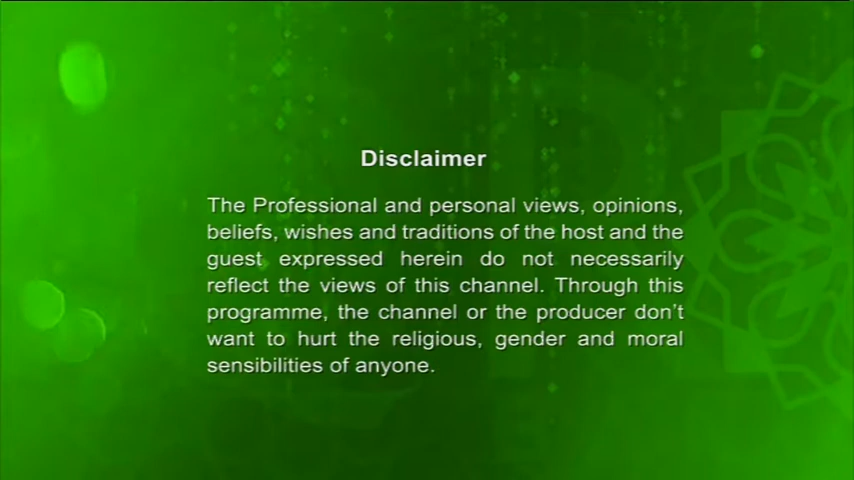 Disclaimer
The Professional and personal views, opinions,
beliefs, wishes and traditions of the host and the
guest expressed herein do not necessarily
reflect the views of this channel. Through this
programme, the channel or the producer don't
want to hurt the religious, gender and moral
sensibilities of anyone.